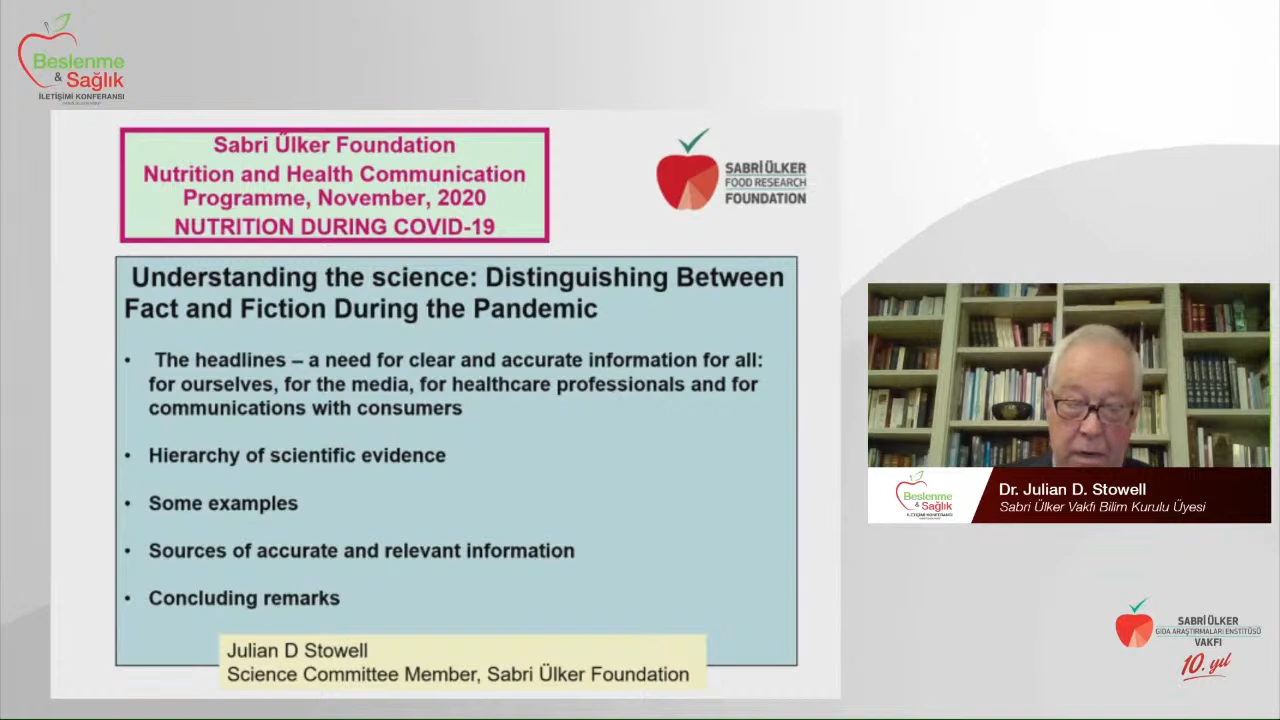 Beslenme
& Sağlık
İLETİŞİMİ KONFERANSI
Sabri Űlker Foundation
Nutrition and Health Communication
Programme, November, 2020
NUTRITION DURING COVID-19
SABRİ ÜLKER
FOOD RESEARCH
FOUNDATION
Understanding the science: Distinguishing Between
Fact and Fiction During the Pandemic
• The headlines – a need for clear and accurate information for all:
for ourselves, for the media, for healthcare professionals and for
communications with consumers
• Hierarchy of scientific evidence
• Some examples
• Sources of accurate and relevant information
• Concluding remarks
Julian D Stowell
Science Committee Member, Sabri Ülker Foundation
Beslenme
& Sağlık
İLETİŞİMİ KONFERANSI
Dr. Julian D. Stowell
Sabri Ülker Vakfı Bilim Kurulu Üyesi
SABRİ ÜLKER
GIDA ARAŞTIRMALARI ENSTİTÜSÜ
VAKFI
10. yıl